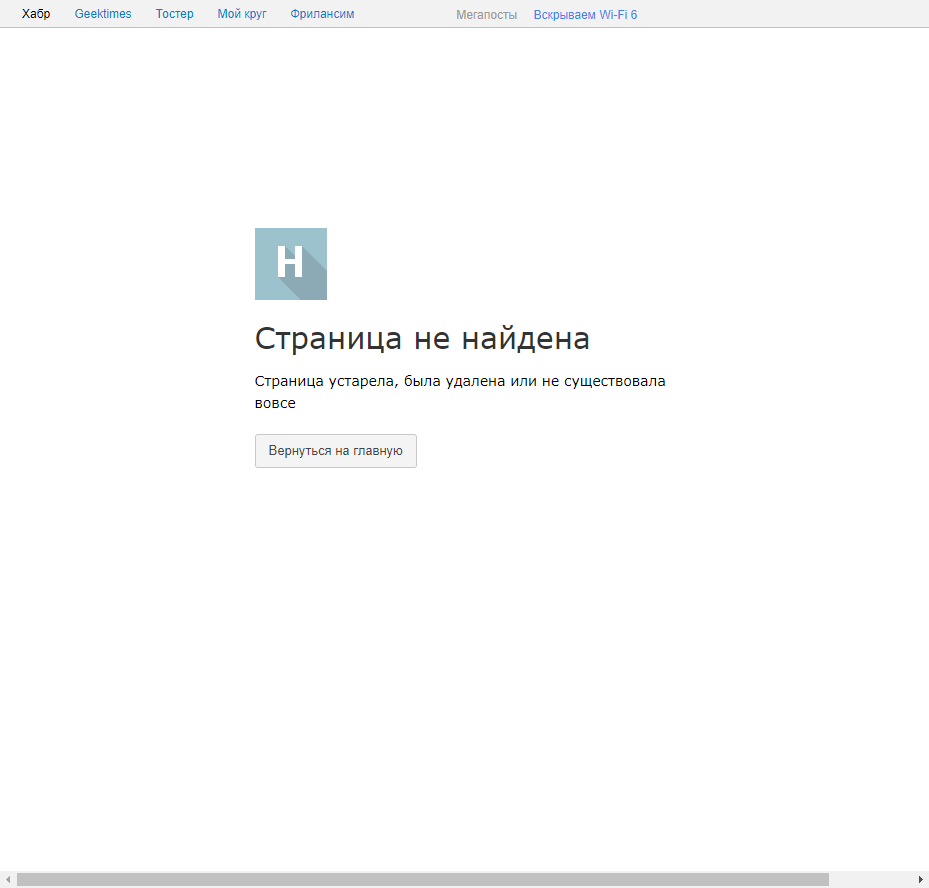 Хабр Geektimes Тостер Мой круг Фрилансим Мегапосты Вскрываем Wi-Fi 6
H
Страница не найдена
Страница устарела, была удалена или не существовала
вовсе
Вернуться на главную